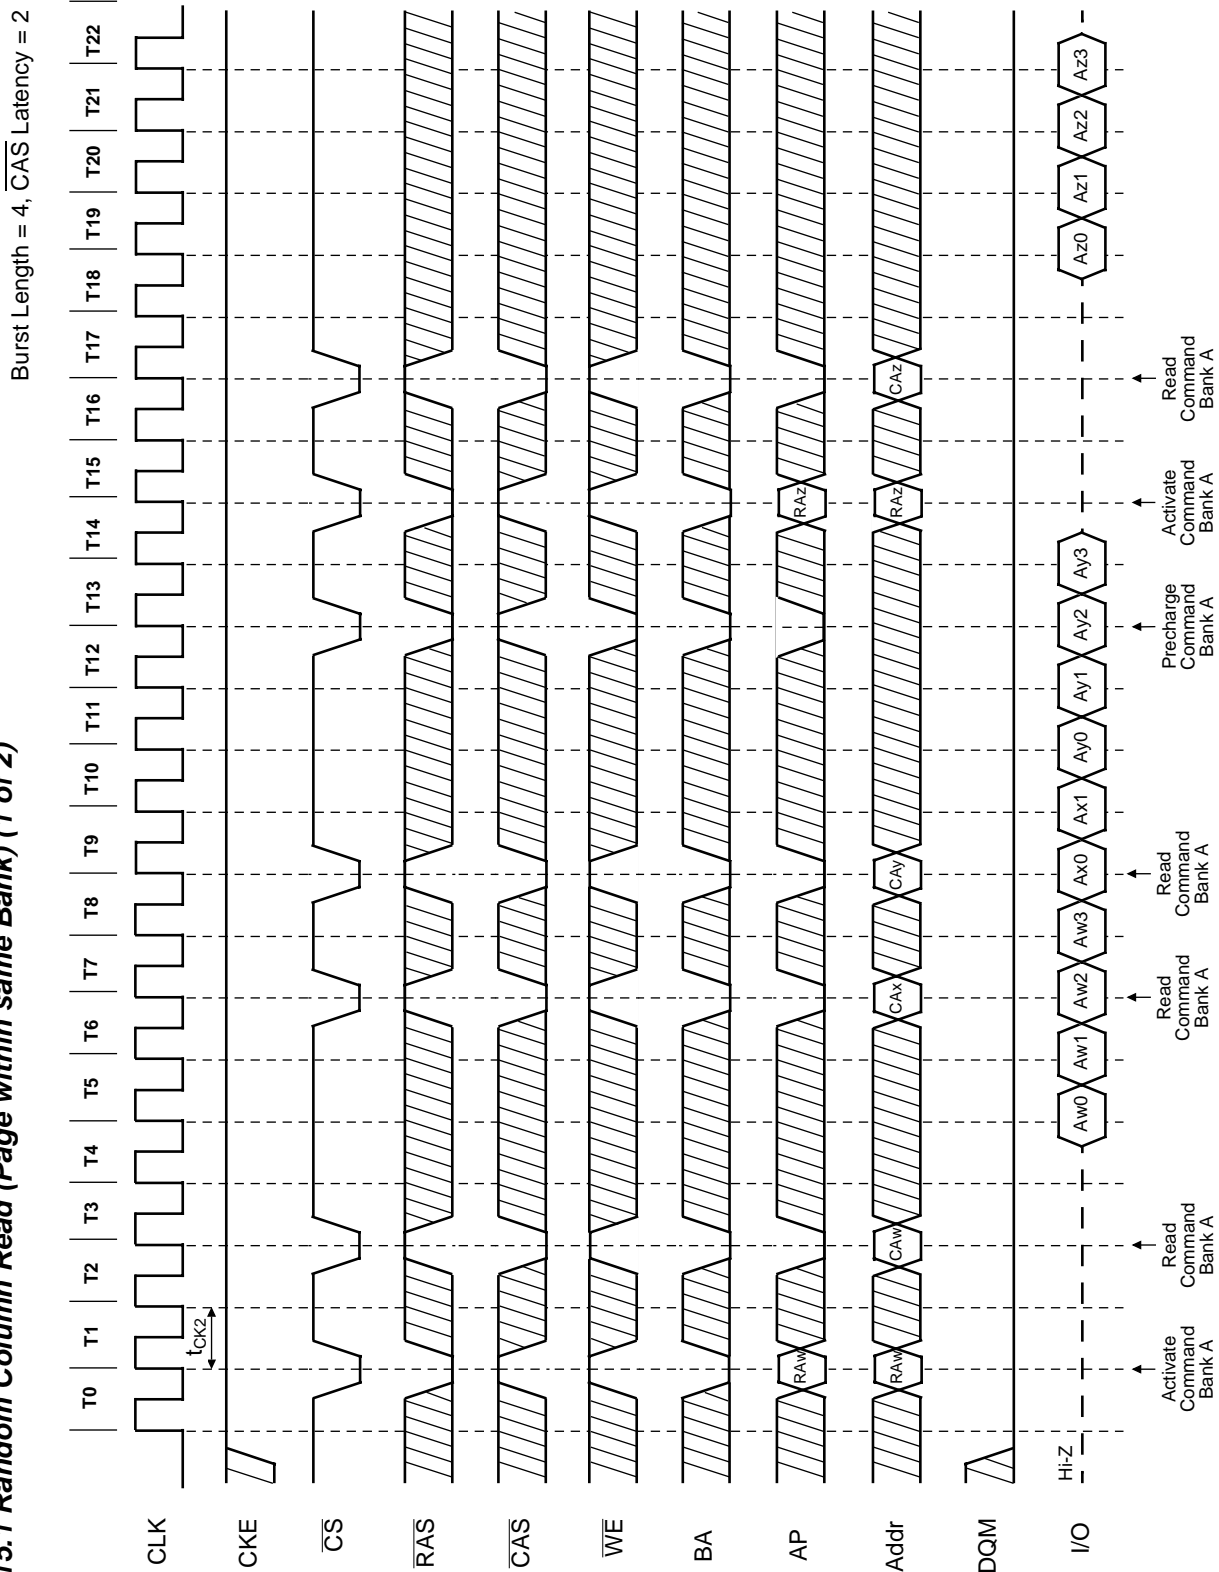 15.1 Random Column Read (Page within same Bank) (1 of 2)
Burst Length = 4, CAS Latency = 2
T0 T1 T2 T3 T4 T5 T6 T7 T8 T9 T10 T11 T12 T13 T14 T15 T16 T17 T18 T19 T20 T21 T22
CLK
tCK2
CKE
CS
RAS
CAS
WE
BA
AP
RAw RAz
Addr
RAw CAw CAx CAy RAz CAz
DQM
I/O
Hi-Z
Aw0 Aw1 Aw2 Aw3 Ax0 Ax1 Ay0 Ay1 Ay2 Ay3 Az0 Az1 Az2 Az3
Activate
Command
Bank A
Read
Command
Bank A
Read
Command
Bank A
Read
Command
Bank A
Precharge
Command
Bank A
Activate
Command
Bank A
Read
Command
Bank A